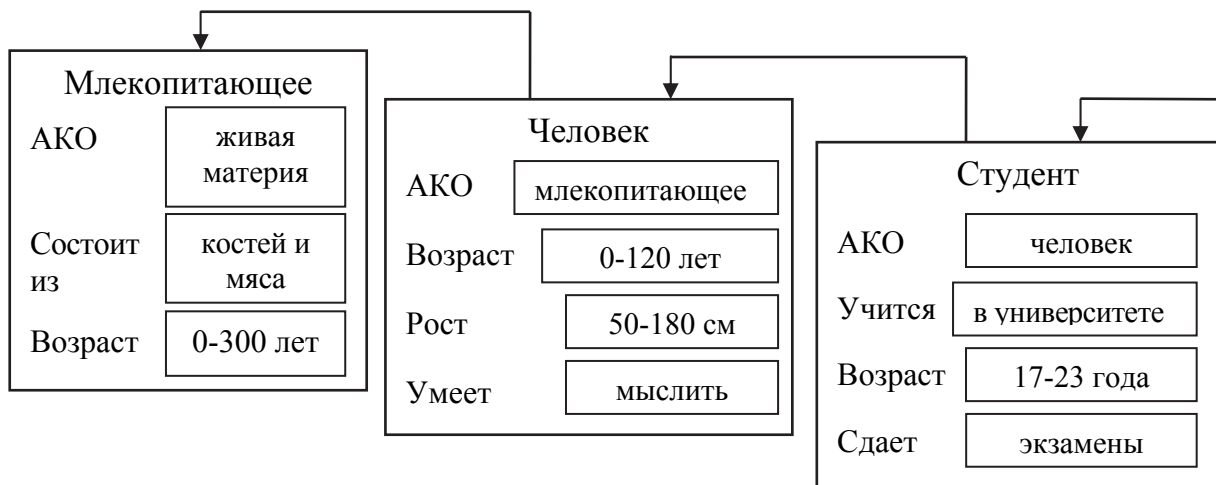 Млекопитающее
АКО
живая
материя
Состоит
из
костей и
мяса
Возраст
0-300 лет
Человек
АКО
млекопитающее
Возраст
0-120 лет
Рост
50-180 см
Умеет
мыслить
Студент
АКО
человек
Учится
в университете
Возраст
17-23 года
Сдает
экзамены